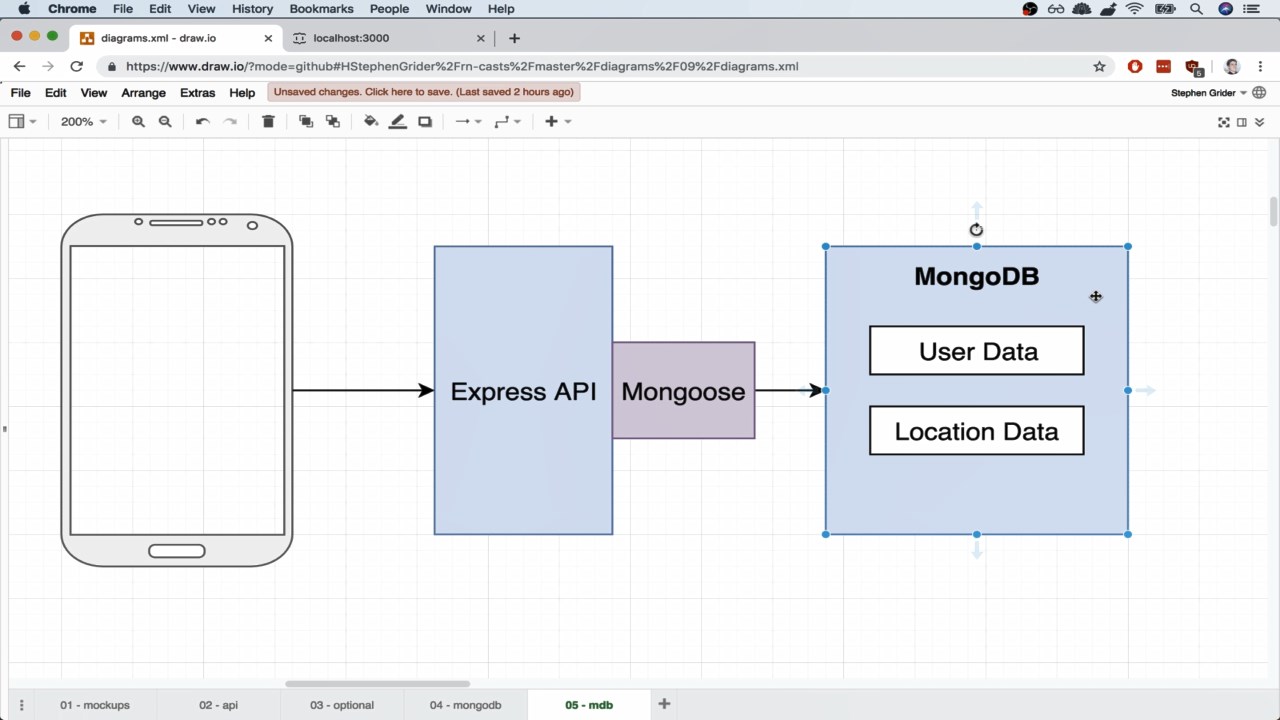 Chrome File Edit View History Bookmarks People Window Help
diagrams.xml - draw.io
localhost:3000
https://www.draw.io/?mode=github#HStephenGrider%2Frn-casts%2Fmaster%2Fdiagrams%2F09%2Fdiagrams.xml
5
File Edit View Arrange Extras Help Unsaved changes. Click here to save. (Last saved 2 hours ago) Stephen Grider
200%
MongoDB
User Data
Express API Mongoose
Location Data
01 - mockups 02 - api 03 - optional 04 - mongodb 05 - mdb